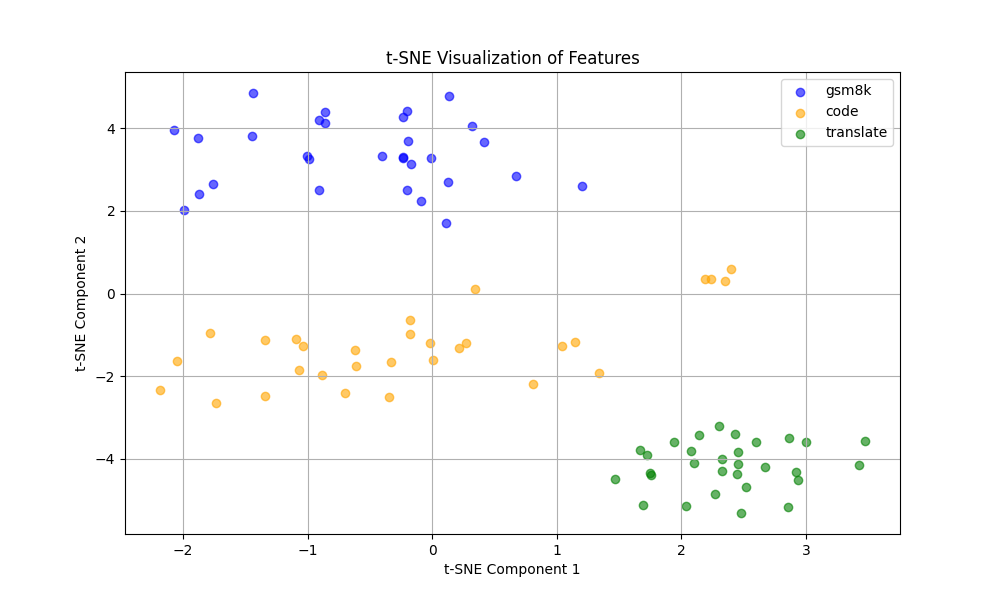 t-SNE Visualization of Features
gsm8k
code
translate
t-SNE Component 2
4
2
0
−2
−4
−2
−1
0
1
2
3
t-SNE Component 1